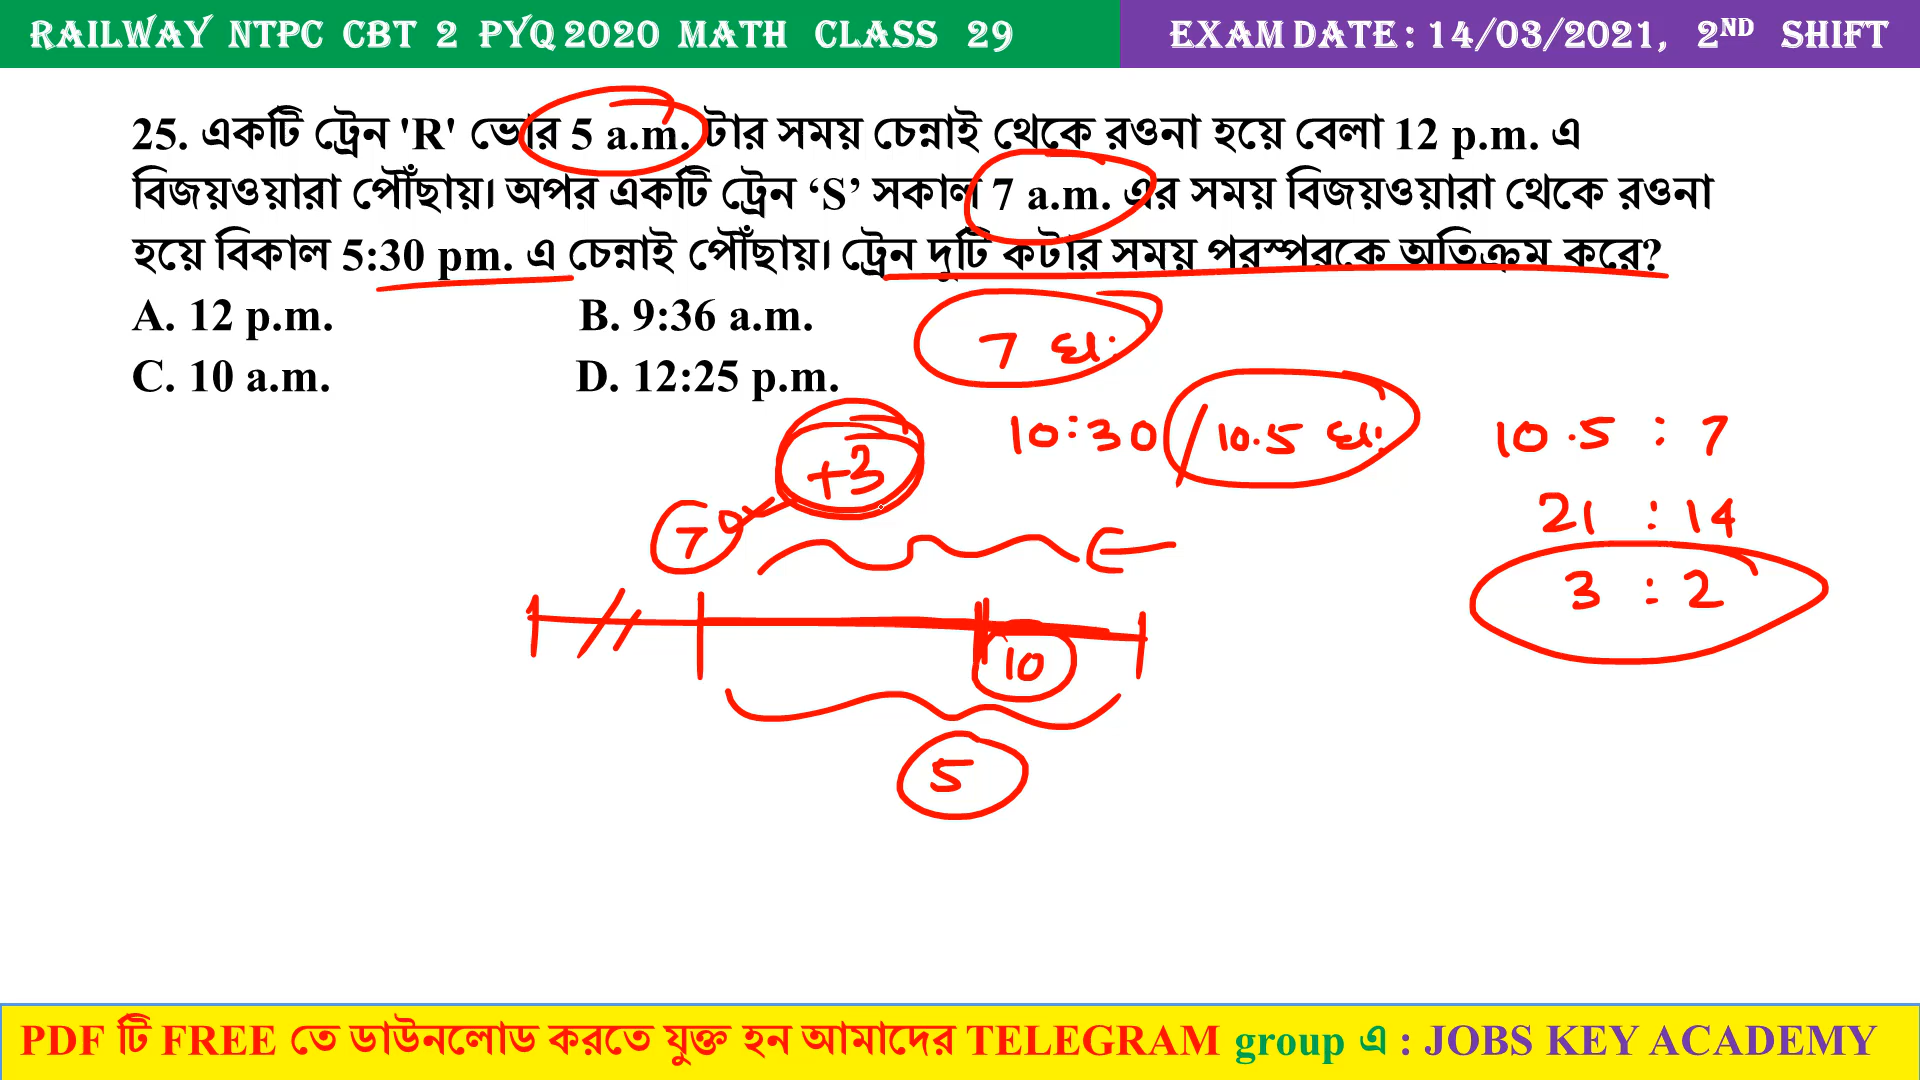 RAILWAY NTPC CBT 2 PYQ 2020 MATH CLASS 29
EXAM DATE : 14/03/2021, 2ND SHIFT
25. একটি ট্রেন 'R' ভোর 5 a.m. টার সময় চেন্নাই থেকে রওনা হয়ে বেলা 12 p.m. এ
বিজয়ওয়ারা পৌঁছায়। অপর একটি ট্রেন ‘S’ সকাল 7 a.m. এর সময় বিজয়ওয়ারা থেকে রওনা
হয়ে বিকাল 5:30 pm. এ চেন্নাই পৌঁছায়। ট্রেন দুটি কটার সময় পরস্পরকে অতিক্রম করে?
A. 12 p.m. B. 9:36 a.m.
C. 10 a.m. D. 12:25 p.m.
7 ঘ:
10:30 / 10.5 ঘ:
10.5 : 7
21 : 14
3 : 2
+3
7
10
5
PDF টি FREE তে ডাউনলোড করতে যুক্ত হন আমাদের TELEGRAM group এ : JOBS KEY ACADEMY